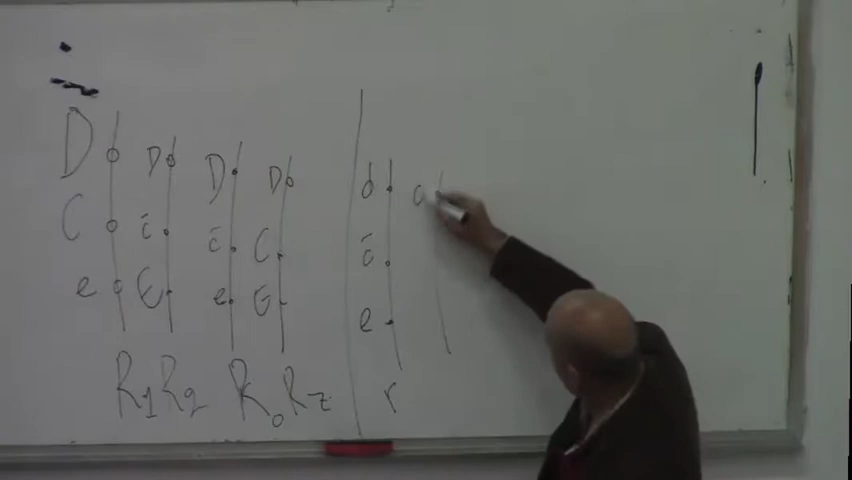 D D D D d
C c̄ c̄ C c̄
e E e E e
R1 R2 R0 Rz r